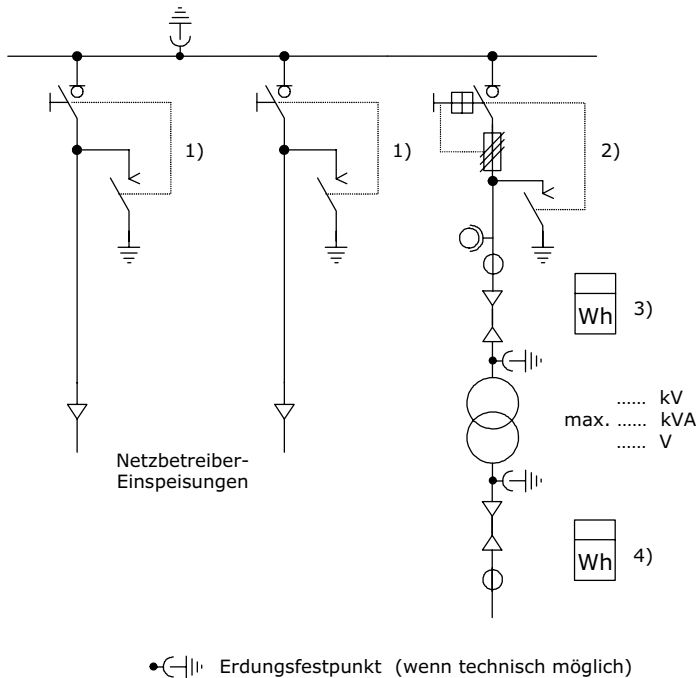 1)
1)
2)
Wh
3)
...... kV
max. ...... kVA
...... V
Netzbetreiber-
Einspeisungen
Wh
4)
Erdungsfestpunkt (wenn technisch möglich)